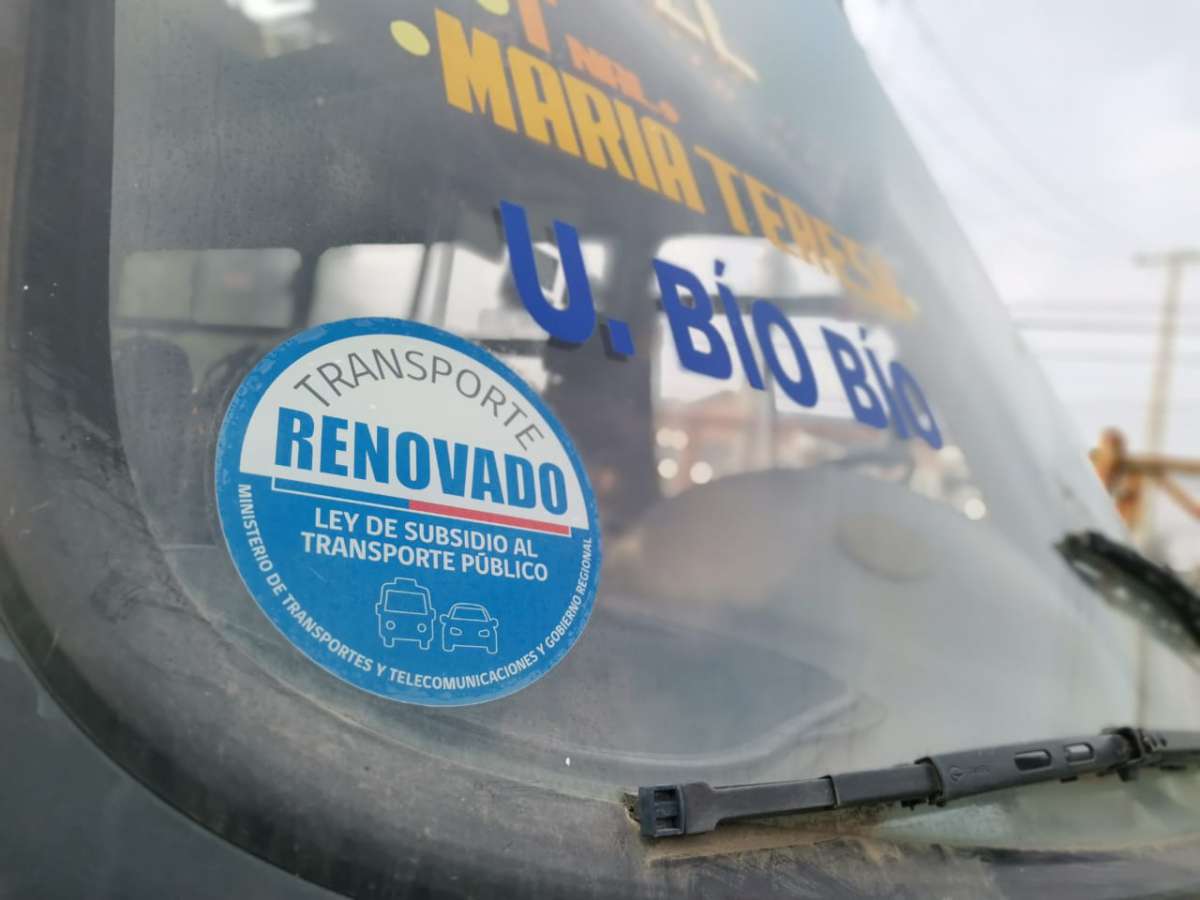 MARIA TERESA
U. BÍO BÍO
TRANSPORTE
RENOVADO
LEY DE SUBSIDIO AL
TRANSPORTE PÚBLICO
MINISTERIO DE TRANSPORTES Y TELECOMUNICACIONES Y GOBIERNO REGIONAL